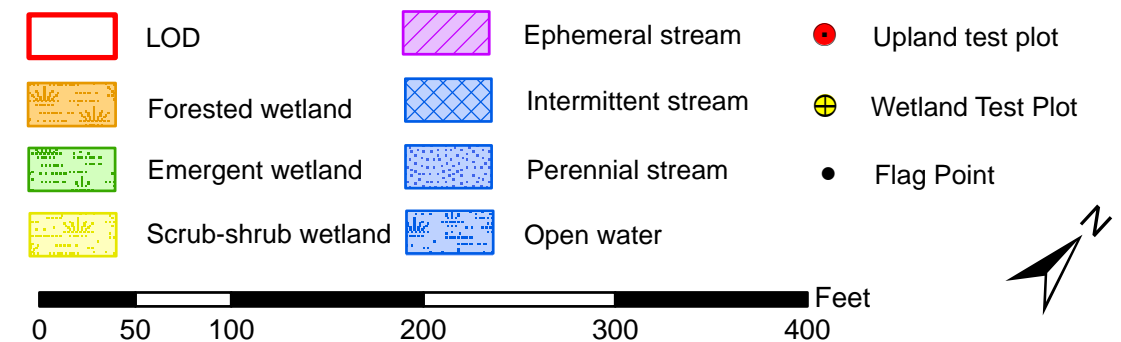 LOD
Forested wetland
Emergent wetland
Scrub-shrub wetland
Ephemeral stream
Intermittent stream
Perennial stream
Open water
Upland test plot
Wetland Test Plot
Flag Point
N
Feet
0 50 100 200 300 400